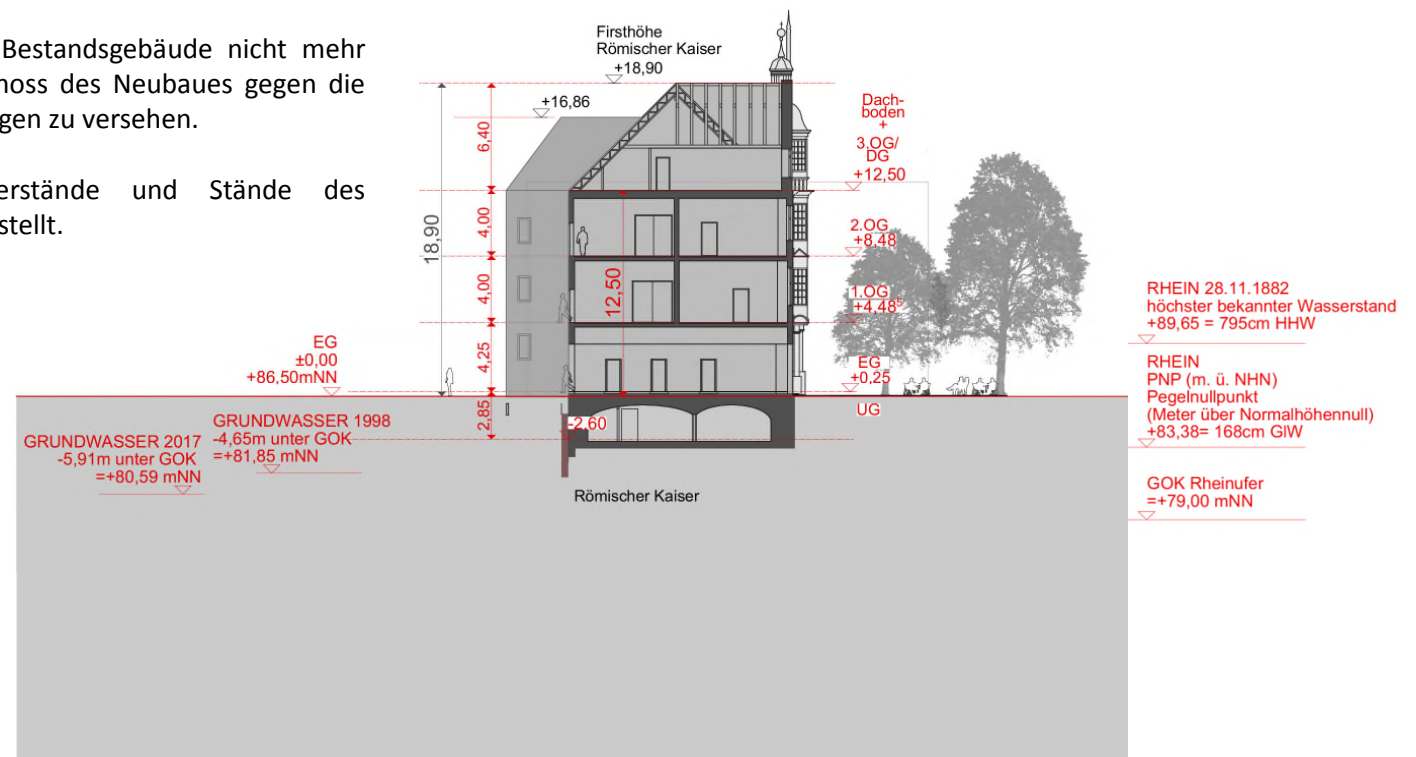 Bestandsgebäude nicht mehr
hoss des Neubaues gegen die
gen zu versehen.
erstände und Stände des
stellt.
Firsthöhe
Römischer Kaiser
+18,90
+16,86
6,40
4,00
4,00
4,25
2,85
18,90
12,50
Dach-
boden
+
3.OG/
DG
+12,50
2.OG
+8,48
1.OG
+4,48⁵
EG
+0,25
UG
EG
±0,00
+86,50mNN
GRUNDWASSER 2017
-5,91m unter GOK
=+80,59 mNN
GRUNDWASSER 1998
-4,65m unter GOK
=+81,85 mNN
-2,60
Römischer Kaiser
RHEIN 28.11.1882
höchster bekannter Wasserstand
+89,65 = 795cm HHW
RHEIN
PNP (m. ü. NHN)
Pegelnullpunkt
(Meter über Normalhöhennull)
+83,38= 168cm GlW
GOK Rheinufer
=+79,00 mNN